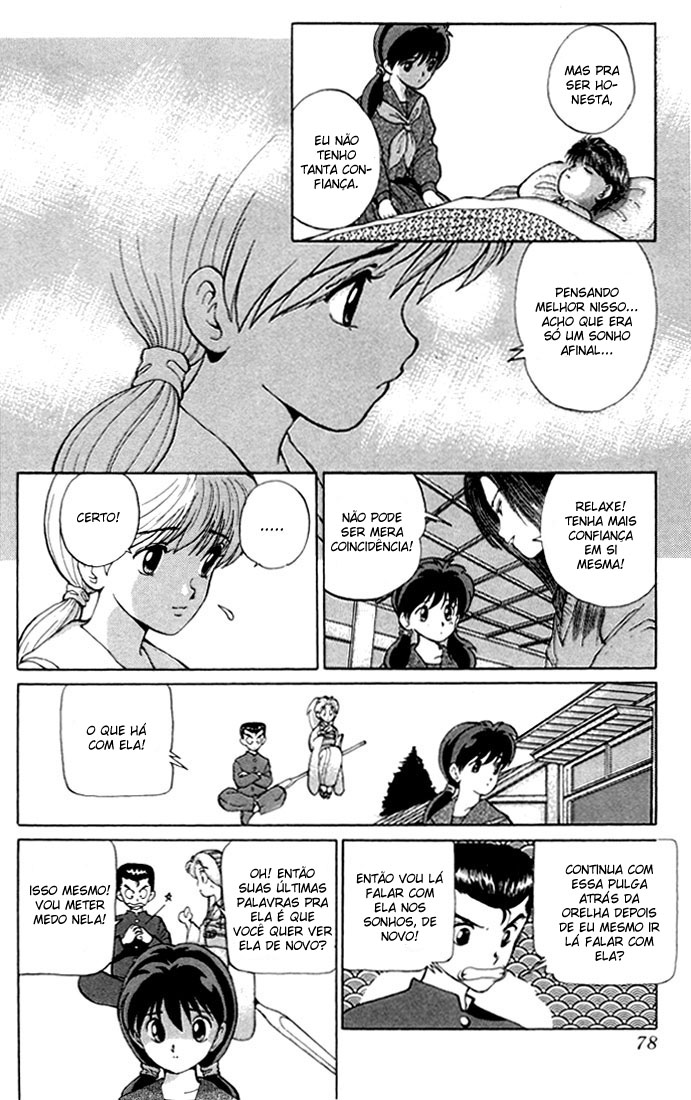 MAS PRA
SER HO-
NESTA,
EU NÃO
TENHO
TANTA CON-
FIANÇA.
PENSANDO
MELHOR NISSO...
ACHO QUE ERA
SÓ UM SONHO
AFINAL...
RELAXE!
TENHA MAIS
CONFIANÇA
EM SI
MESMA!
NÃO PODE
SER MERA
COINCIDÊNCIA!
.....
CERTO!
O QUE HÁ
COM ELA!
CONTINUA COM
ESSA PULGA
ATRÁS DA
ORELHA DEPOIS
DE EU MESMO IR
LÁ FALAR COM
ELA?
ENTÃO VOU LÁ
FALAR COM
ELA NOS
SONHOS, DE
NOVO!
OH! ENTÃO
SUAS ÚLTIMAS
PALAVRAS PRA
ELA É QUE
VOCÊ QUER VER
ELA DE NOVO?
ISSO MESMO!
VOU METER
MEDO NELA!
78